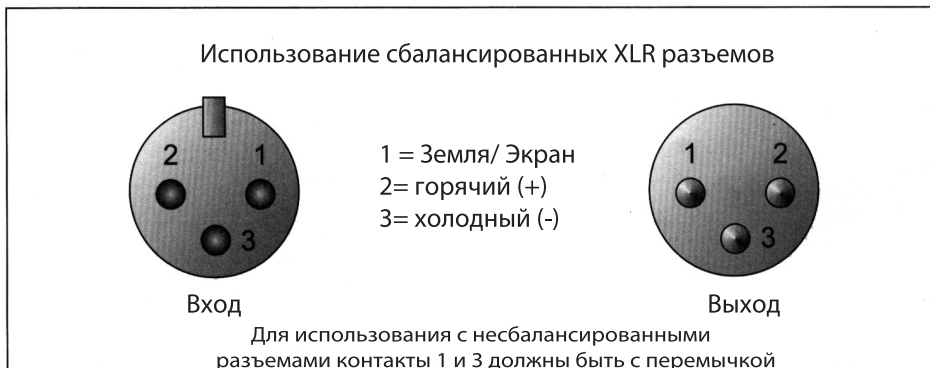 Использование сбалансированных XLR разъемов
2 1
3
1 = Земля/ Экран
2= горячий (+)
3= холодный (-)
1 2
3
Вход
Выход
Для использования с несбалансированными
разъемами контакты 1 и 3 должны быть с перемычкой